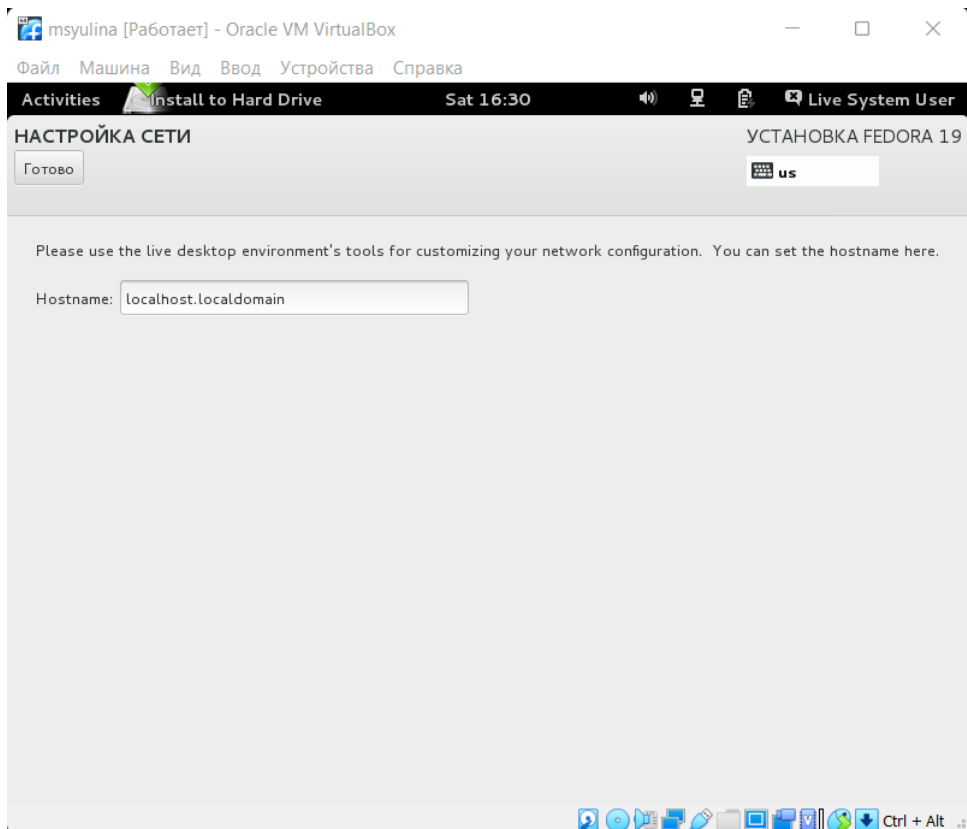 msyulina [Работает] - Oracle VM VirtualBox
Файл Машина Вид Ввод Устройства Справка
Activities Install to Hard Drive Sat 16:30 Live System User
НАСТРОЙКА СЕТИ УСТАНОВКА FEDORA 19
Готово us
Please use the live desktop environment's tools for customizing your network configuration. You can set the hostname here.
Hostname: localhost.localdomain
Ctrl + Alt